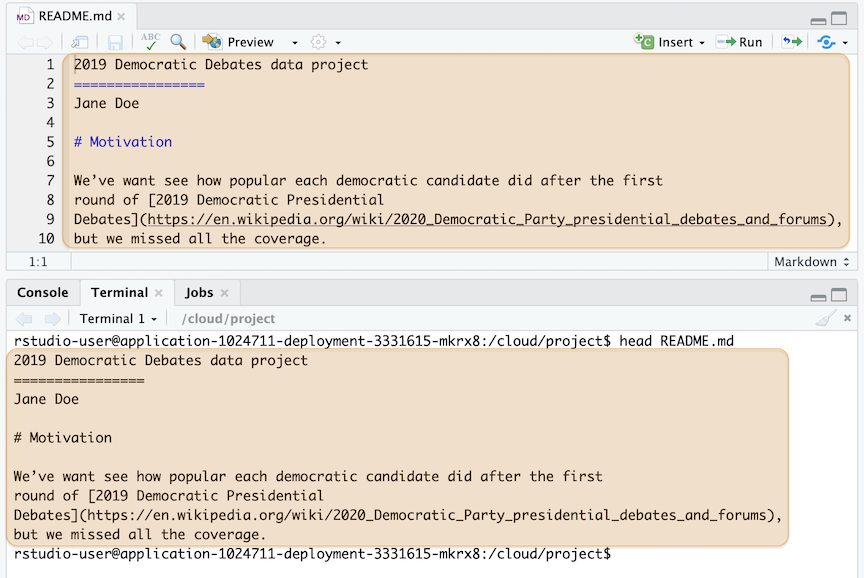 MD README.md ×
ABC Preview Insert Run
1 2019 Democratic Debates data project
2 ================
3 Jane Doe
4
5 # Motivation
6
7 We’ve want see how popular each democratic candidate did after the first
8 round of [2019 Democratic Presidential
9 Debates](https://en.wikipedia.org/wiki/2020_Democratic_Party_presidential_debates_and_forums),
10 but we missed all the coverage.
1:1 Markdown
Console Terminal × Jobs ×
Terminal 1 /cloud/project
rstudio-user@application-1024711-deployment-3331615-mkrx8:/cloud/project$ head README.md
2019 Democratic Debates data project
================
Jane Doe

# Motivation

We’ve want see how popular each democratic candidate did after the first
round of [2019 Democratic Presidential
Debates](https://en.wikipedia.org/wiki/2020_Democratic_Party_presidential_debates_and_forums),
but we missed all the coverage.
rstudio-user@application-1024711-deployment-3331615-mkrx8:/cloud/project$